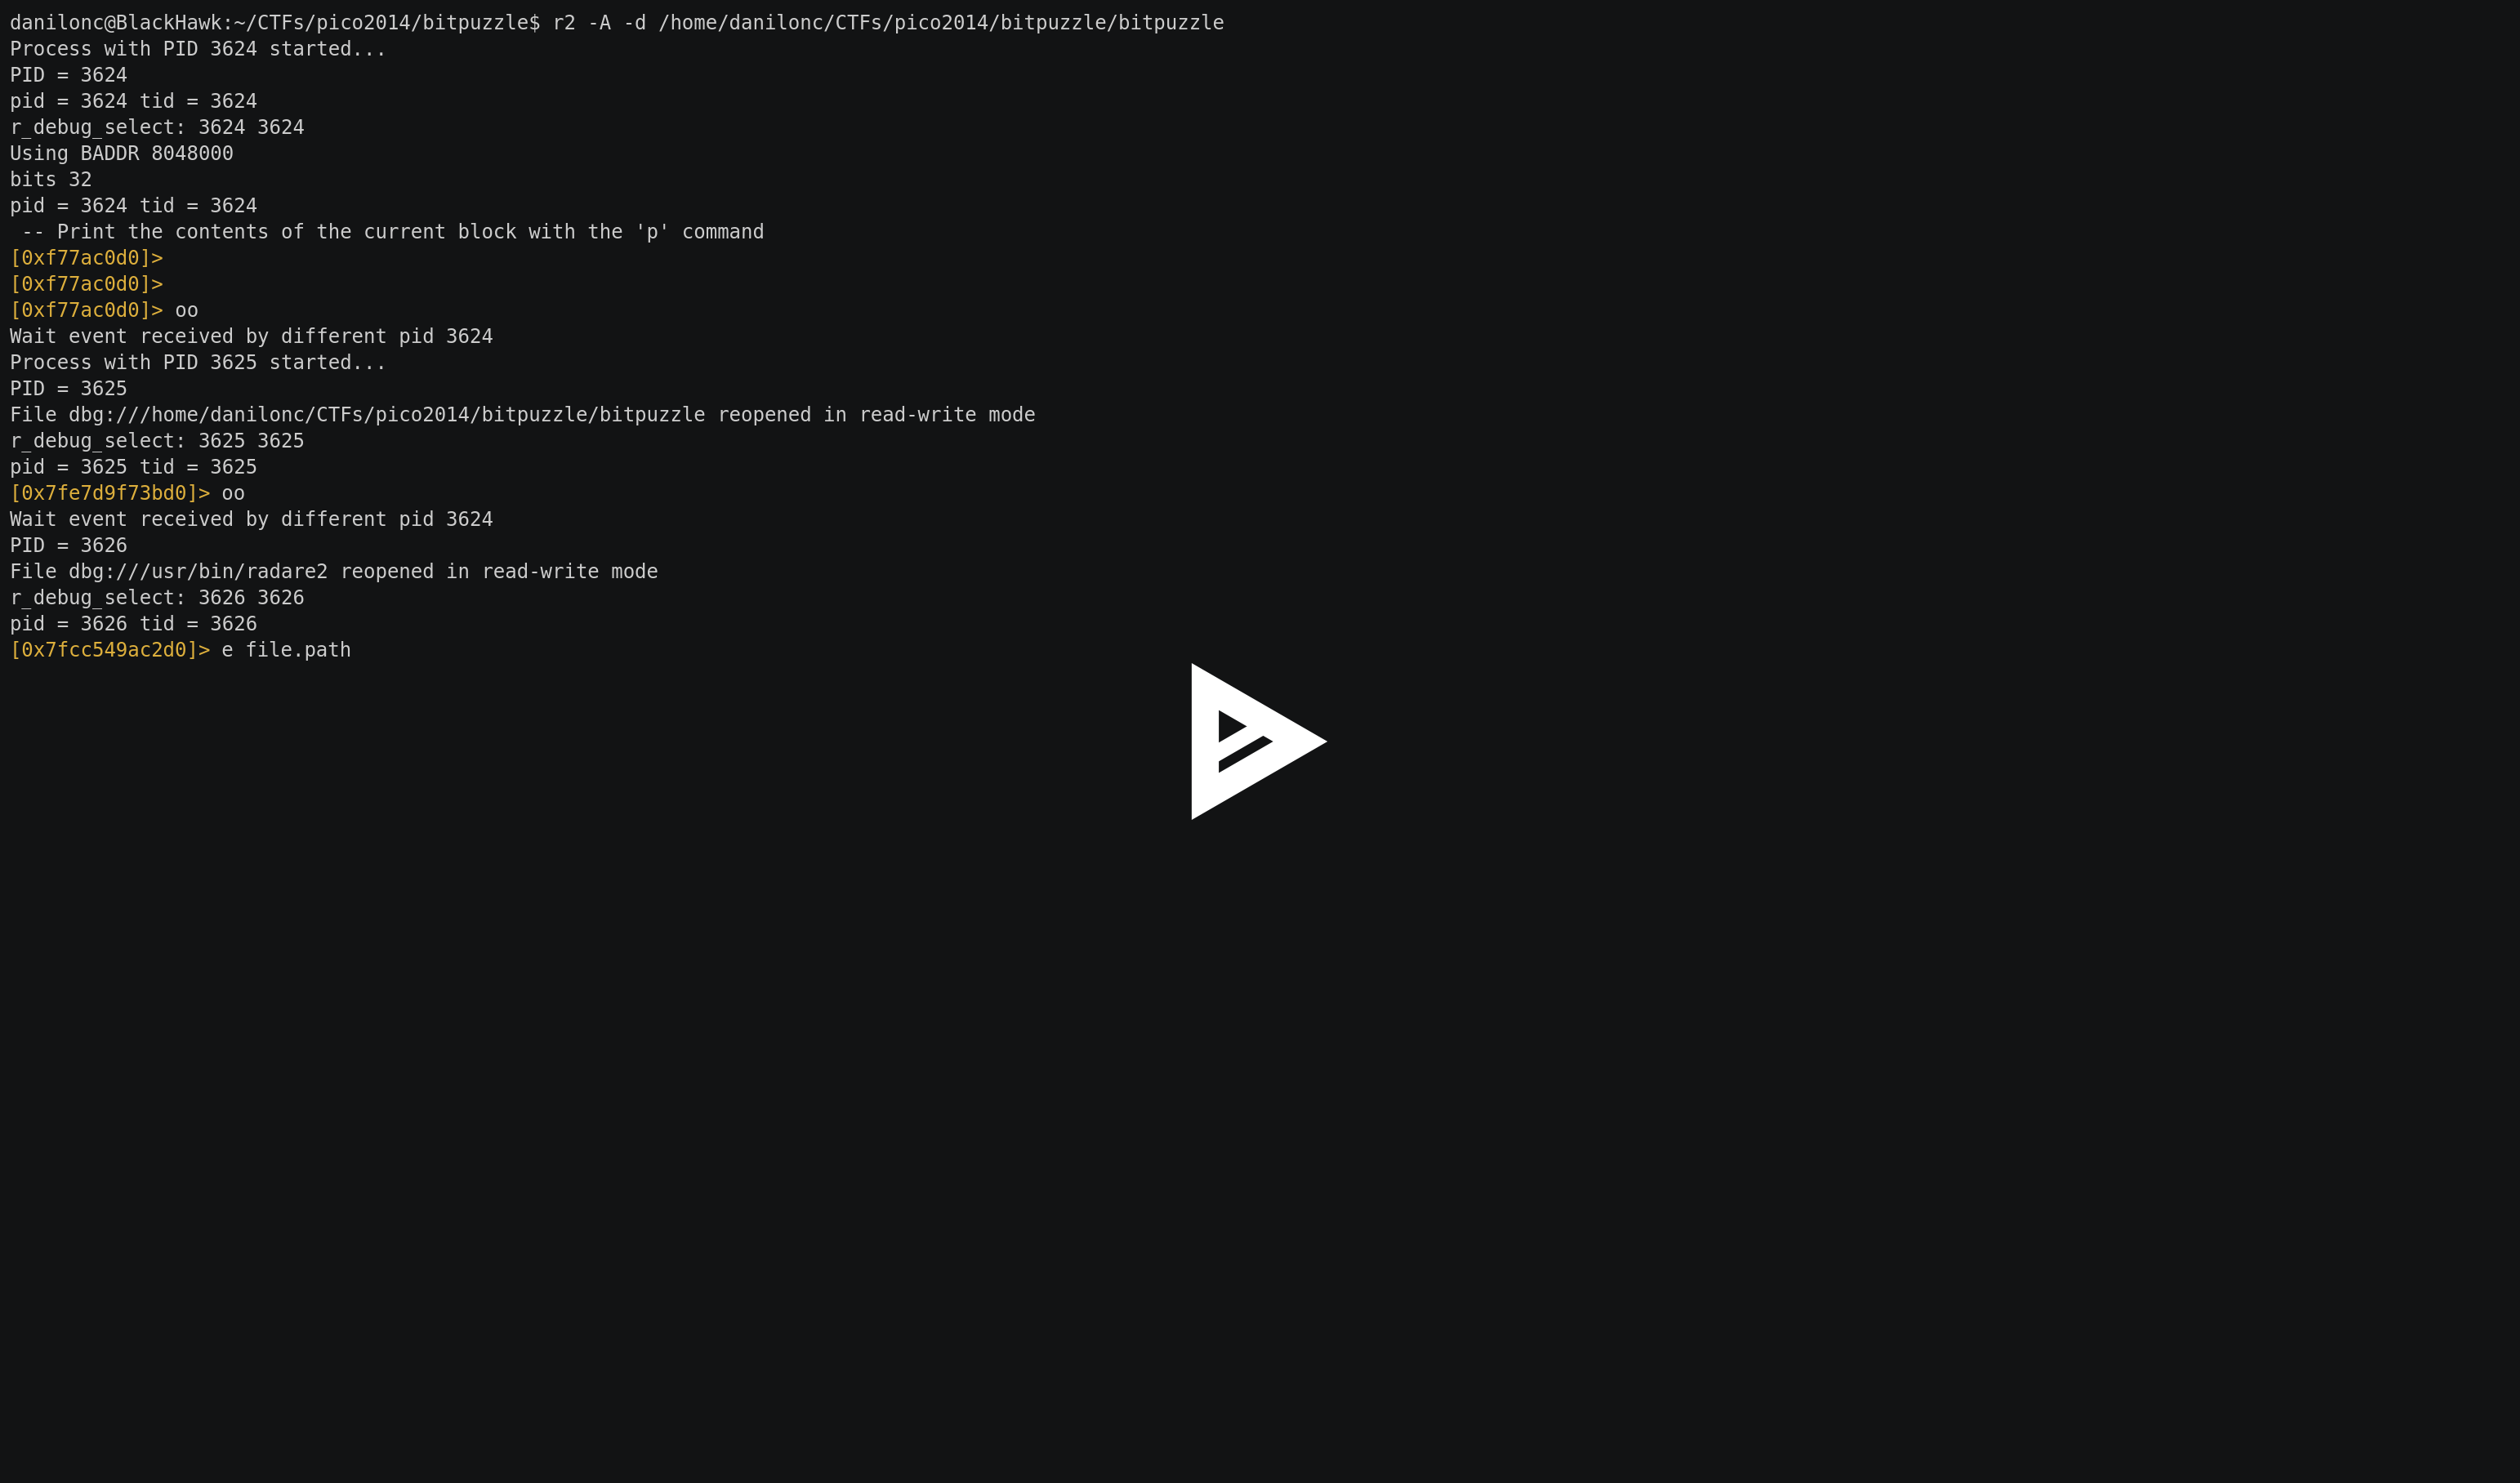 danilonc@BlackHawk:~/CTFs/pico2014/bitpuzzle$ r2 -A -d /home/danilonc/CTFs/pico2014/bitpuzzle/bitpuzzle
Process with PID 3624 started...
PID = 3624
pid = 3624 tid = 3624
r_debug_select: 3624 3624
Using BADDR 8048000
bits 32
pid = 3624 tid = 3624
 -- Print the contents of the current block with the 'p' command
[0xf77ac0d0]>
[0xf77ac0d0]>
[0xf77ac0d0]> oo
Wait event received by different pid 3624
Process with PID 3625 started...
PID = 3625
File dbg:///home/danilonc/CTFs/pico2014/bitpuzzle/bitpuzzle reopened in read-write mode
r_debug_select: 3625 3625
pid = 3625 tid = 3625
[0x7fe7d9f73bd0]> oo
Wait event received by different pid 3624
PID = 3626
File dbg:///usr/bin/radare2 reopened in read-write mode
r_debug_select: 3626 3626
pid = 3626 tid = 3626
[0x7fcc549ac2d0]> e file.path